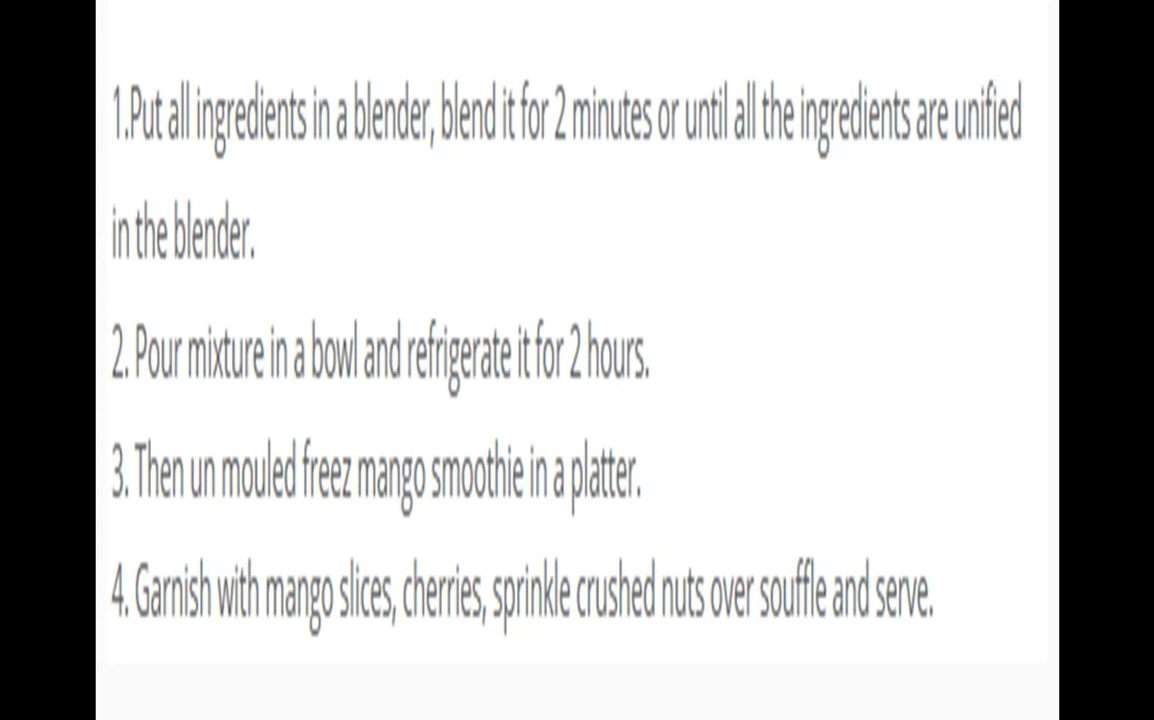 1.Put all ingredients in a blender, blend it for 2 minutes or until all the ingredients are unified
in the blender.
2. Pour mixture in a bowl and refrigerate it for 2 hours.
3. Then un mouled freez mango smoothie in a platter.
4. Garnish with mango slices, cherries, sprinkle crushed nuts over souffle and serve.